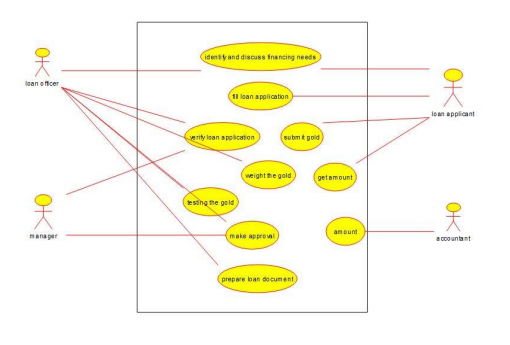 identify and discuss financing needs
loan officer
fill loan application
loan applicant
verify loan application
submit gold
weight the gold
get amount
testing the gold
manager
make approval
amount
accountant
prepare loan document